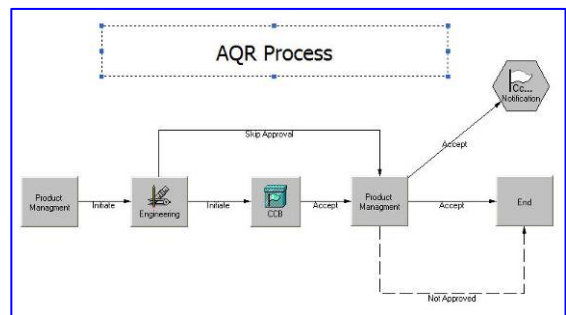 AQR Process
Cc...
Notification
Skip Approval
Accept
Product
Managment
Initiate
Engineering
Initiate
CCB
Accept
Product
Managment
Accept
End
Not Approved